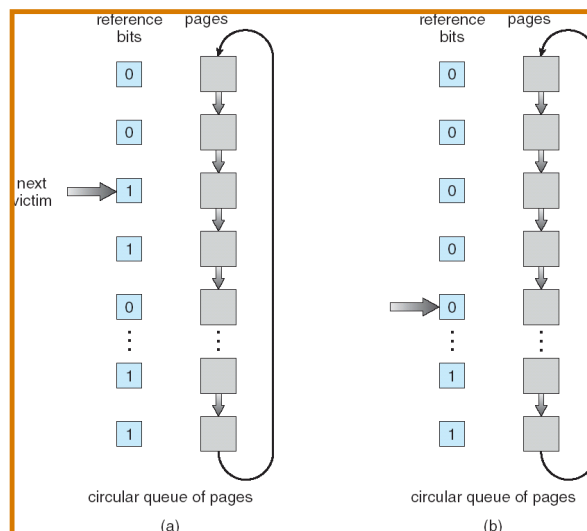 reference pages
bits
0
0
next
victim
1
1
0
1
1
circular queue of pages
(a)
reference pages
bits
0
0
0
0
0
1
1
circular queue of pages
(b)